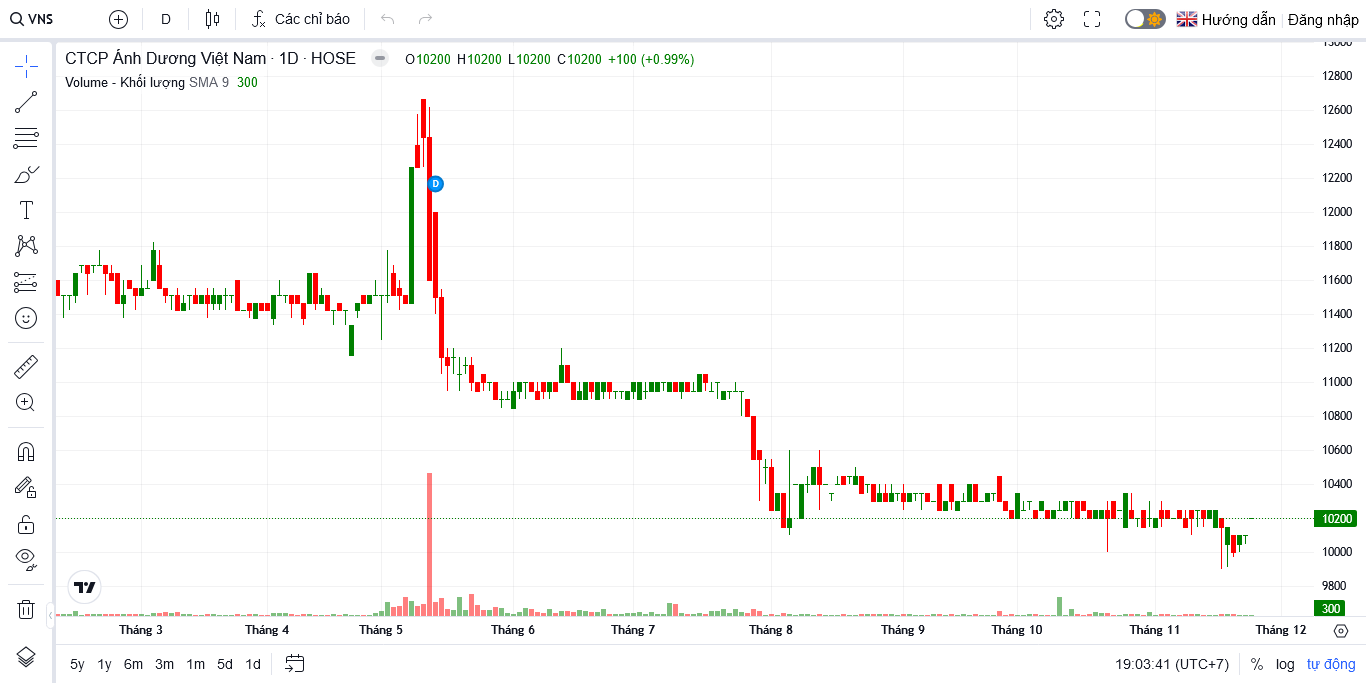 VNS
D
Các chỉ báo
Hướng dẫn
Đăng nhập
CTCP Ánh Dương Việt Nam · 1D · HOSE
O10200 H10200 L10200 C10200 +100 (+0.99%)
Volume - Khối lượng SMA 9 300
D
13000
12800
12600
12400
12200
12000
11800
11600
11400
11200
11000
10800
10600
10400
10200
10000
9800
300
Tháng 3
Tháng 4
Tháng 5
Tháng 6
Tháng 7
Tháng 8
Tháng 9
Tháng 10
Tháng 11
Tháng 12
5y 1y 6m 3m 1m 5d 1d
19:03:41 (UTC+7)
% log tự động